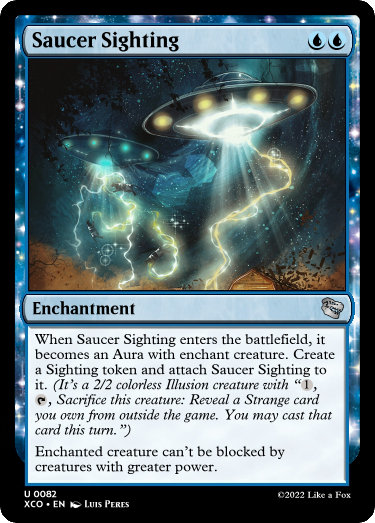 Saucer Sighting
Enchantment
When Saucer Sighting enters the battlefield, it
becomes an Aura with enchant creature. Create
a Sighting token and attach Saucer Sighting to
it. (It's a 2/2 colorless Illusion creature with “1,
, Sacrifice this creature: Reveal a Strange card
you own from outside the game. You may cast that
card this turn.”)
Enchanted creature can't be blocked by
creatures with greater power.
U 0082
XCO • EN Luis Peres
©2022 Like a Fox